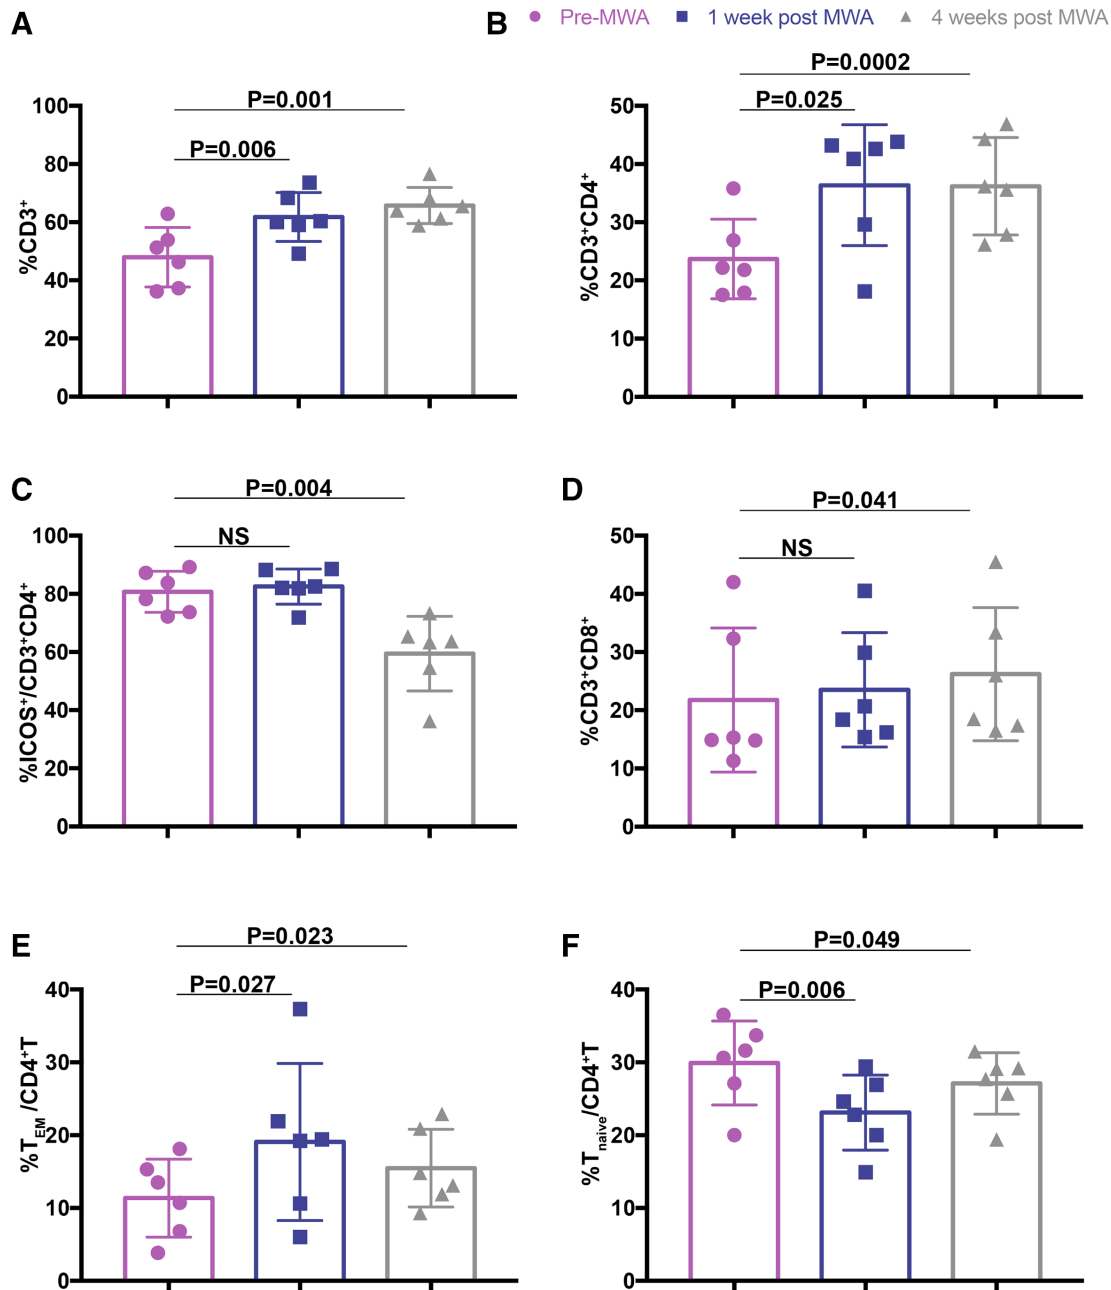 A
B
Pre-MWA 1 week post MWA 4 weeks post MWA
P=0.001
P=0.006
%CD3+
100
80
60
40
20
0
P=0.0002
P=0.025
%CD3+CD4+
50
40
30
20
10
0
C
P=0.004
NS
%ICOS+/CD3+CD4+
100
80
60
40
20
0
D
P=0.041
NS
%CD3+CD8+
50
40
30
20
10
0
E
P=0.023
P=0.027
%TEM /CD4+T
40
30
20
10
0
F
P=0.049
P=0.006
%Tnaive/CD4+T
40
30
20
10
0